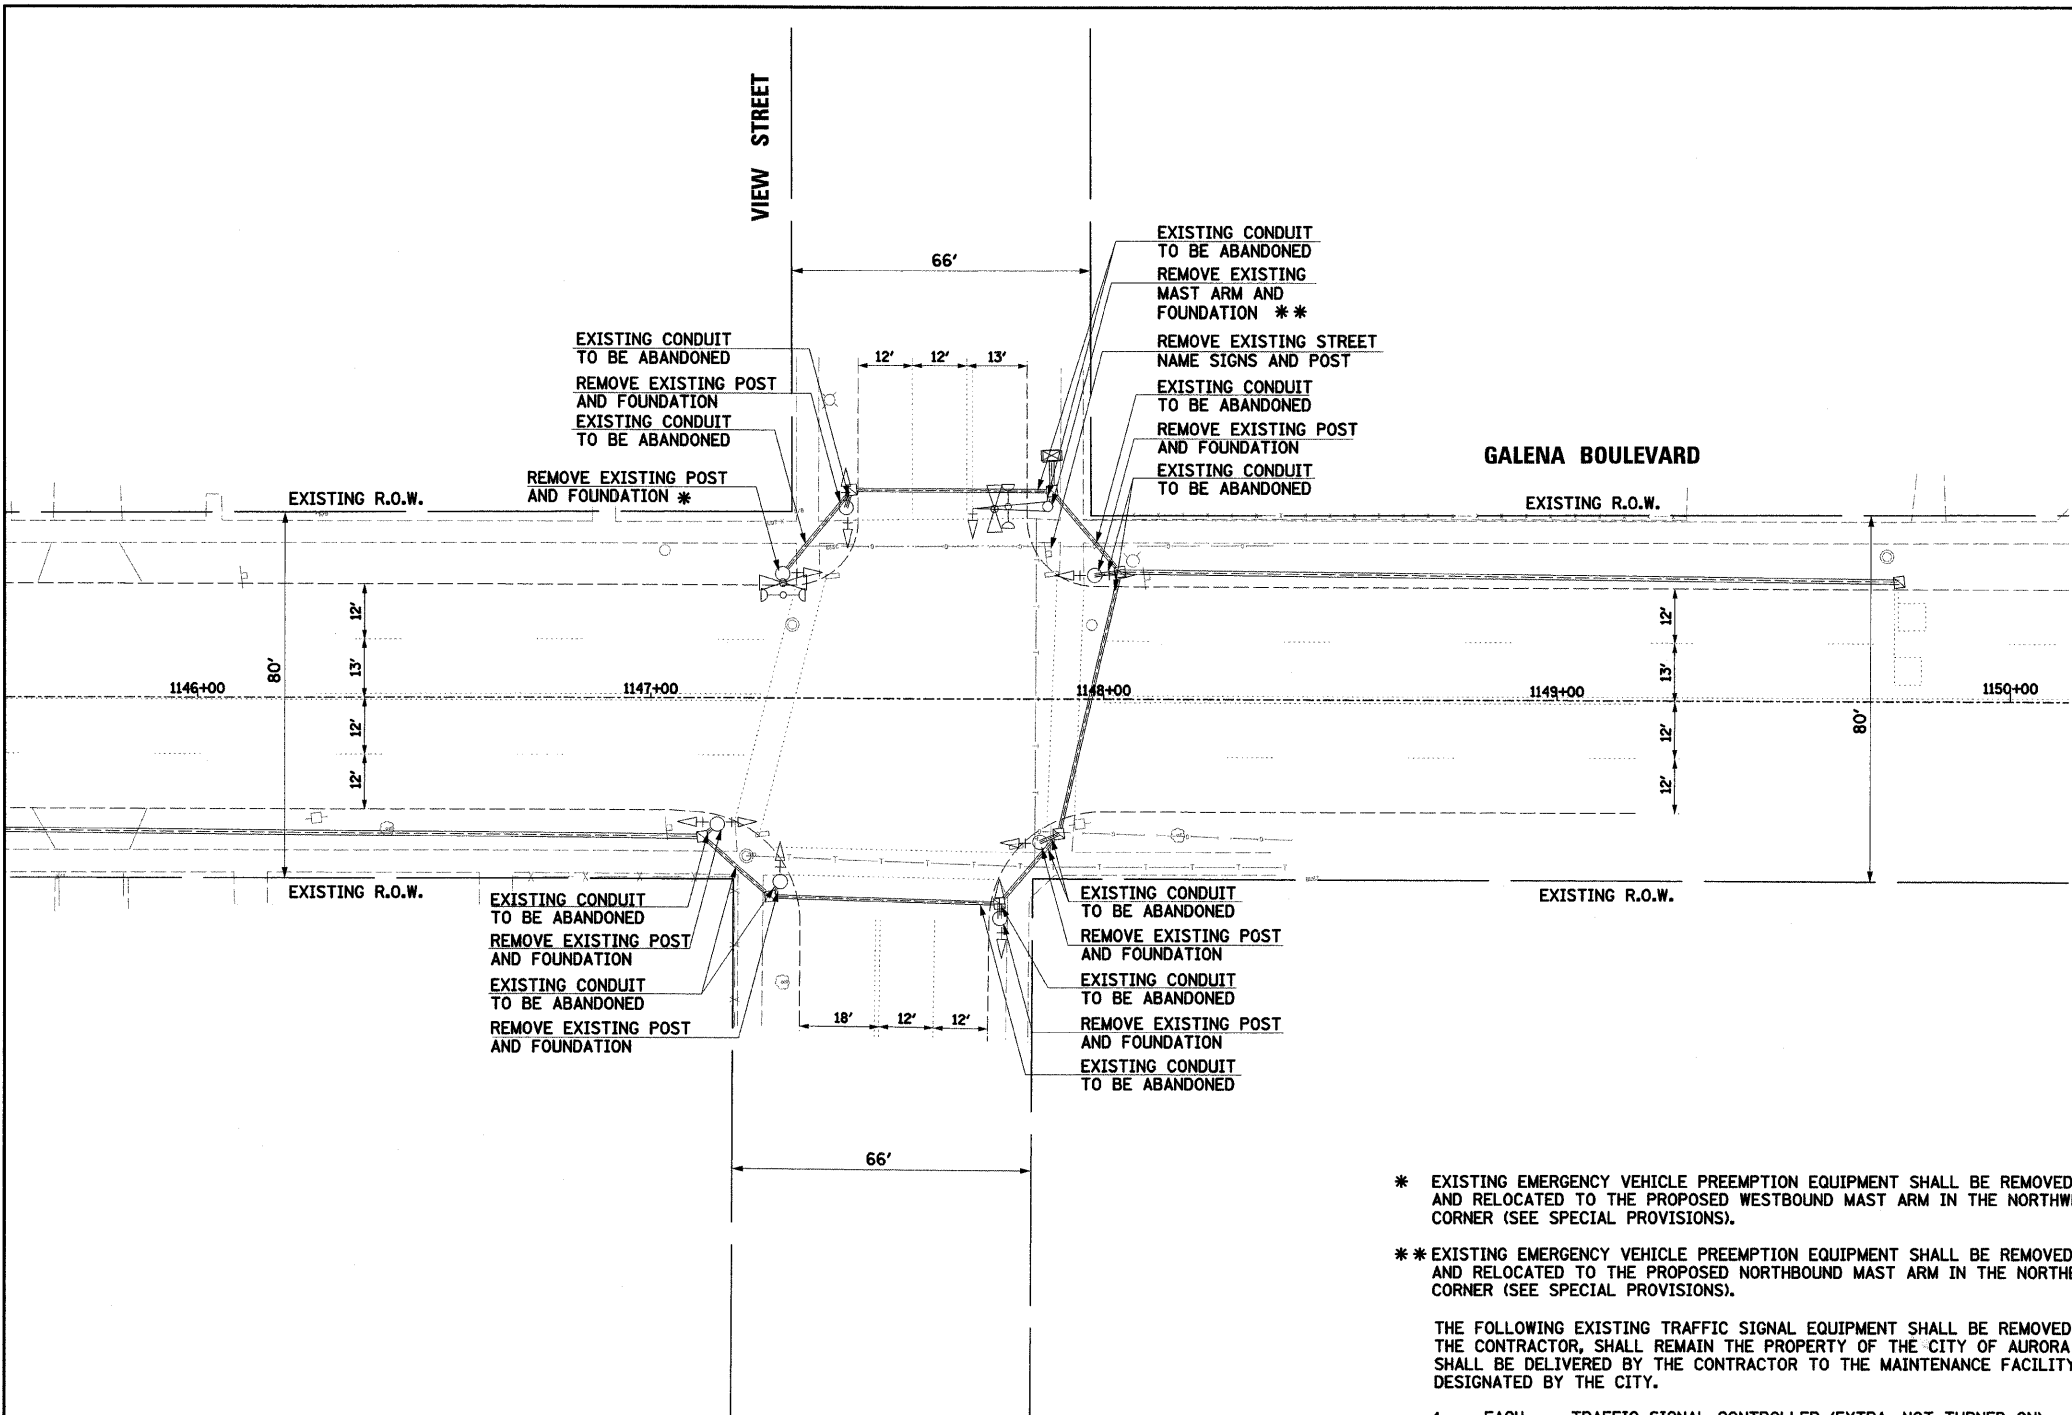 VIEW STREET
66'
EXISTING CONDUIT
TO BE ABANDONED
REMOVE EXISTING
MAST ARM AND
FOUNDATION **
REMOVE EXISTING STREET
NAME SIGNS AND POST
EXISTING CONDUIT
TO BE ABANDONED
REMOVE EXISTING POST
AND FOUNDATION
EXISTING CONDUIT
TO BE ABANDONED
EXISTING CONDUIT
TO BE ABANDONED
REMOVE EXISTING POST
AND FOUNDATION
EXISTING CONDUIT
TO BE ABANDONED
REMOVE EXISTING POST
AND FOUNDATION *
12' 12' 13'
GALENA BOULEVARD
EXISTING R.O.W.
EXISTING R.O.W.
12'
13'
12'
12'
80'
12'
13'
12'
12'
80'
1146+00 1147+00 1148+00 1149+00 1150+00
EXISTING R.O.W.
EXISTING R.O.W.
EXISTING CONDUIT
TO BE ABANDONED
REMOVE EXISTING POST
AND FOUNDATION
EXISTING CONDUIT
TO BE ABANDONED
REMOVE EXISTING POST
AND FOUNDATION
18' 12' 12'
EXISTING CONDUIT
TO BE ABANDONED
REMOVE EXISTING POST
AND FOUNDATION
EXISTING CONDUIT
TO BE ABANDONED
REMOVE EXISTING POST
AND FOUNDATION
EXISTING CONDUIT
TO BE ABANDONED
66'
* EXISTING EMERGENCY VEHICLE PREEMPTION EQUIPMENT SHALL BE REMOVED
AND RELOCATED TO THE PROPOSED WESTBOUND MAST ARM IN THE NORTHW
CORNER (SEE SPECIAL PROVISIONS).
** EXISTING EMERGENCY VEHICLE PREEMPTION EQUIPMENT SHALL BE REMOVED
AND RELOCATED TO THE PROPOSED NORTHBOUND MAST ARM IN THE NORTHE
CORNER (SEE SPECIAL PROVISIONS).
THE FOLLOWING EXISTING TRAFFIC SIGNAL EQUIPMENT SHALL BE REMOVED
THE CONTRACTOR, SHALL REMAIN THE PROPERTY OF THE CITY OF AURORA
SHALL BE DELIVERED BY THE CONTRACTOR TO THE MAINTENANCE FACILITY
DESIGNATED BY THE CITY.
EACH TRAFFIC SIGNAL CONTROLLER (EXTRA, NOT TURNED ON)